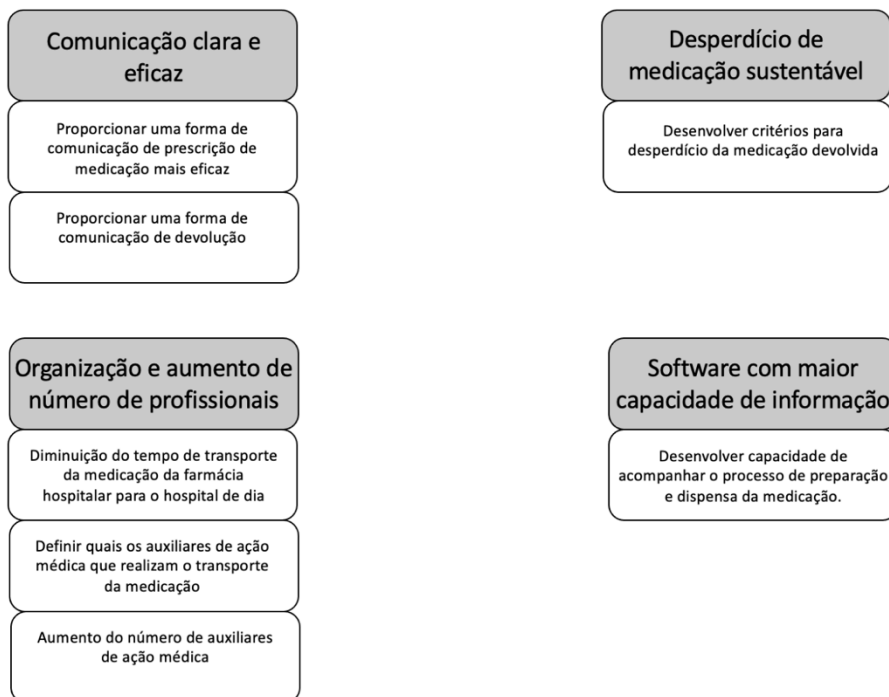 Comunicação clara e
eficaz
Proporcionar uma forma de
comunicação de prescrição de
medicação mais eficaz
Proporcionar uma forma de
comunicação de devolução
Desperdício de
medicação sustentável
Desenvolver critérios para
desperdício da medicação devolvida
Organização e aumento de
número de profissionais
Diminuição do tempo de transporte
da medicação da farmácia
hospitalar para o hospital de dia
Definir quais os auxiliares de ação
médica que realizam o transporte
da medicação
Aumento do número de auxiliares
de ação médica
Software com maior
capacidade de informação
Desenvolver capacidade de
acompanhar o processo de preparação
e dispensa da medicação.